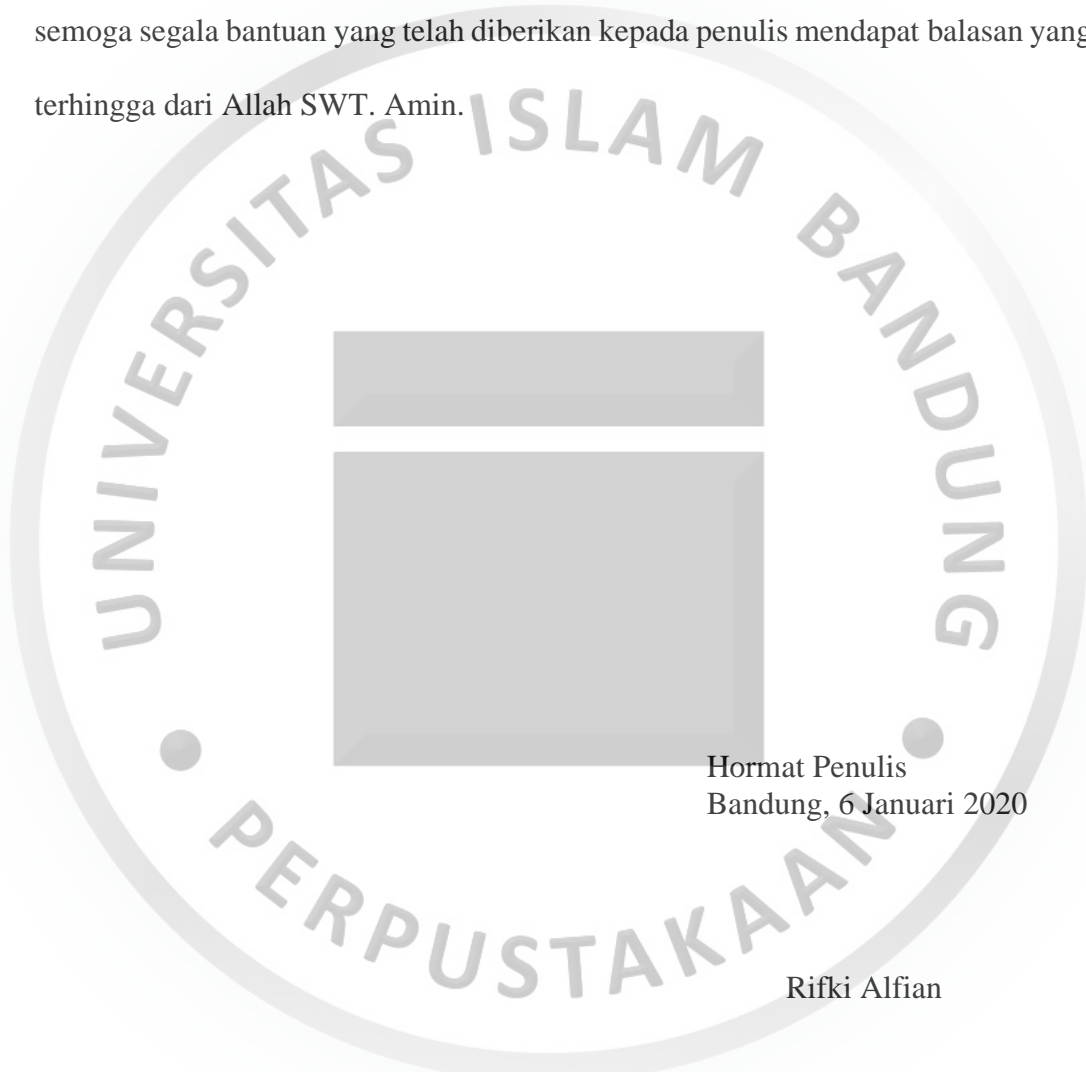 semoga segala bantuan yang telah diberikan kepada penulis mendapat balasan yang
terhingga dari Allah SWT. Amin.
UNIVERSITAS ISLAM BANDUNG
Hormat Penulis
Bandung, 6 Januari 2020
PERPUSTAKAAN
Rifki Alfian